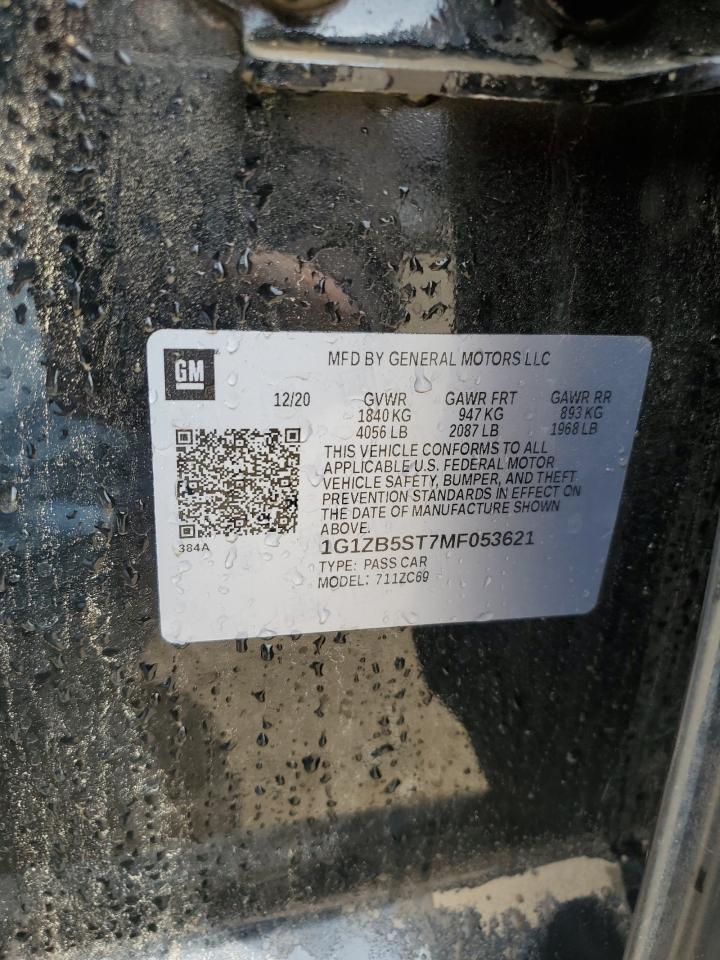 GM
MFD BY GENERAL MOTORS LLC
12/20 GVWR GAWR FRT GAWR RR
1840 KG 947 KG 893 KG
4056 LB 2087 LB 1968 LB
THIS VEHICLE CONFORMS TO ALL
APPLICABLE U.S. FEDERAL MOTOR
VEHICLE SAFETY, BUMPER, AND THEFT
PREVENTION STANDARDS IN EFFECT ON
THE DATE OF MANUFACTURE SHOWN
ABOVE.
384A
1G1ZB5ST7MF053621
TYPE: PASS CAR
MODEL: 711ZC69